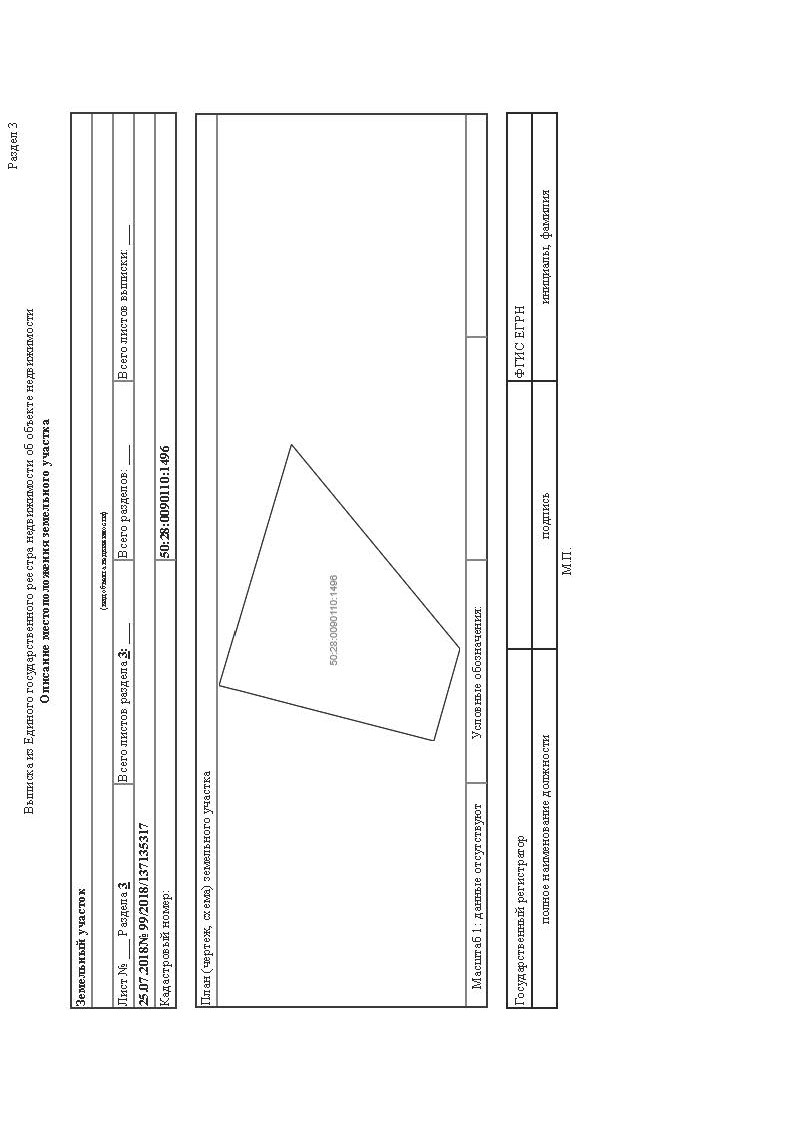 Раздел 3
Выписка из Единого государственного реестра недвижимости об объекте недвижимости
Описание местоположения земельного участка
Земельный участок
(вид объекта недвижимости)
Лист № ___ Раздела 3 Всего листов раздела 3: ___ Всего разделов: ___ Всего листов выписки: ___
25.07.2018№ 99/2018/137135317
Кадастровый номер: 50:28:0090110:1496
План (чертеж, схема) земельного участка
50:28:0090110:1496
Масштаб 1: данные отсутствуют Условные обозначения:
Государственный регистратор ФГИС ЕГРН
полное наименование должности подпись инициалы, фамилия
М.П.